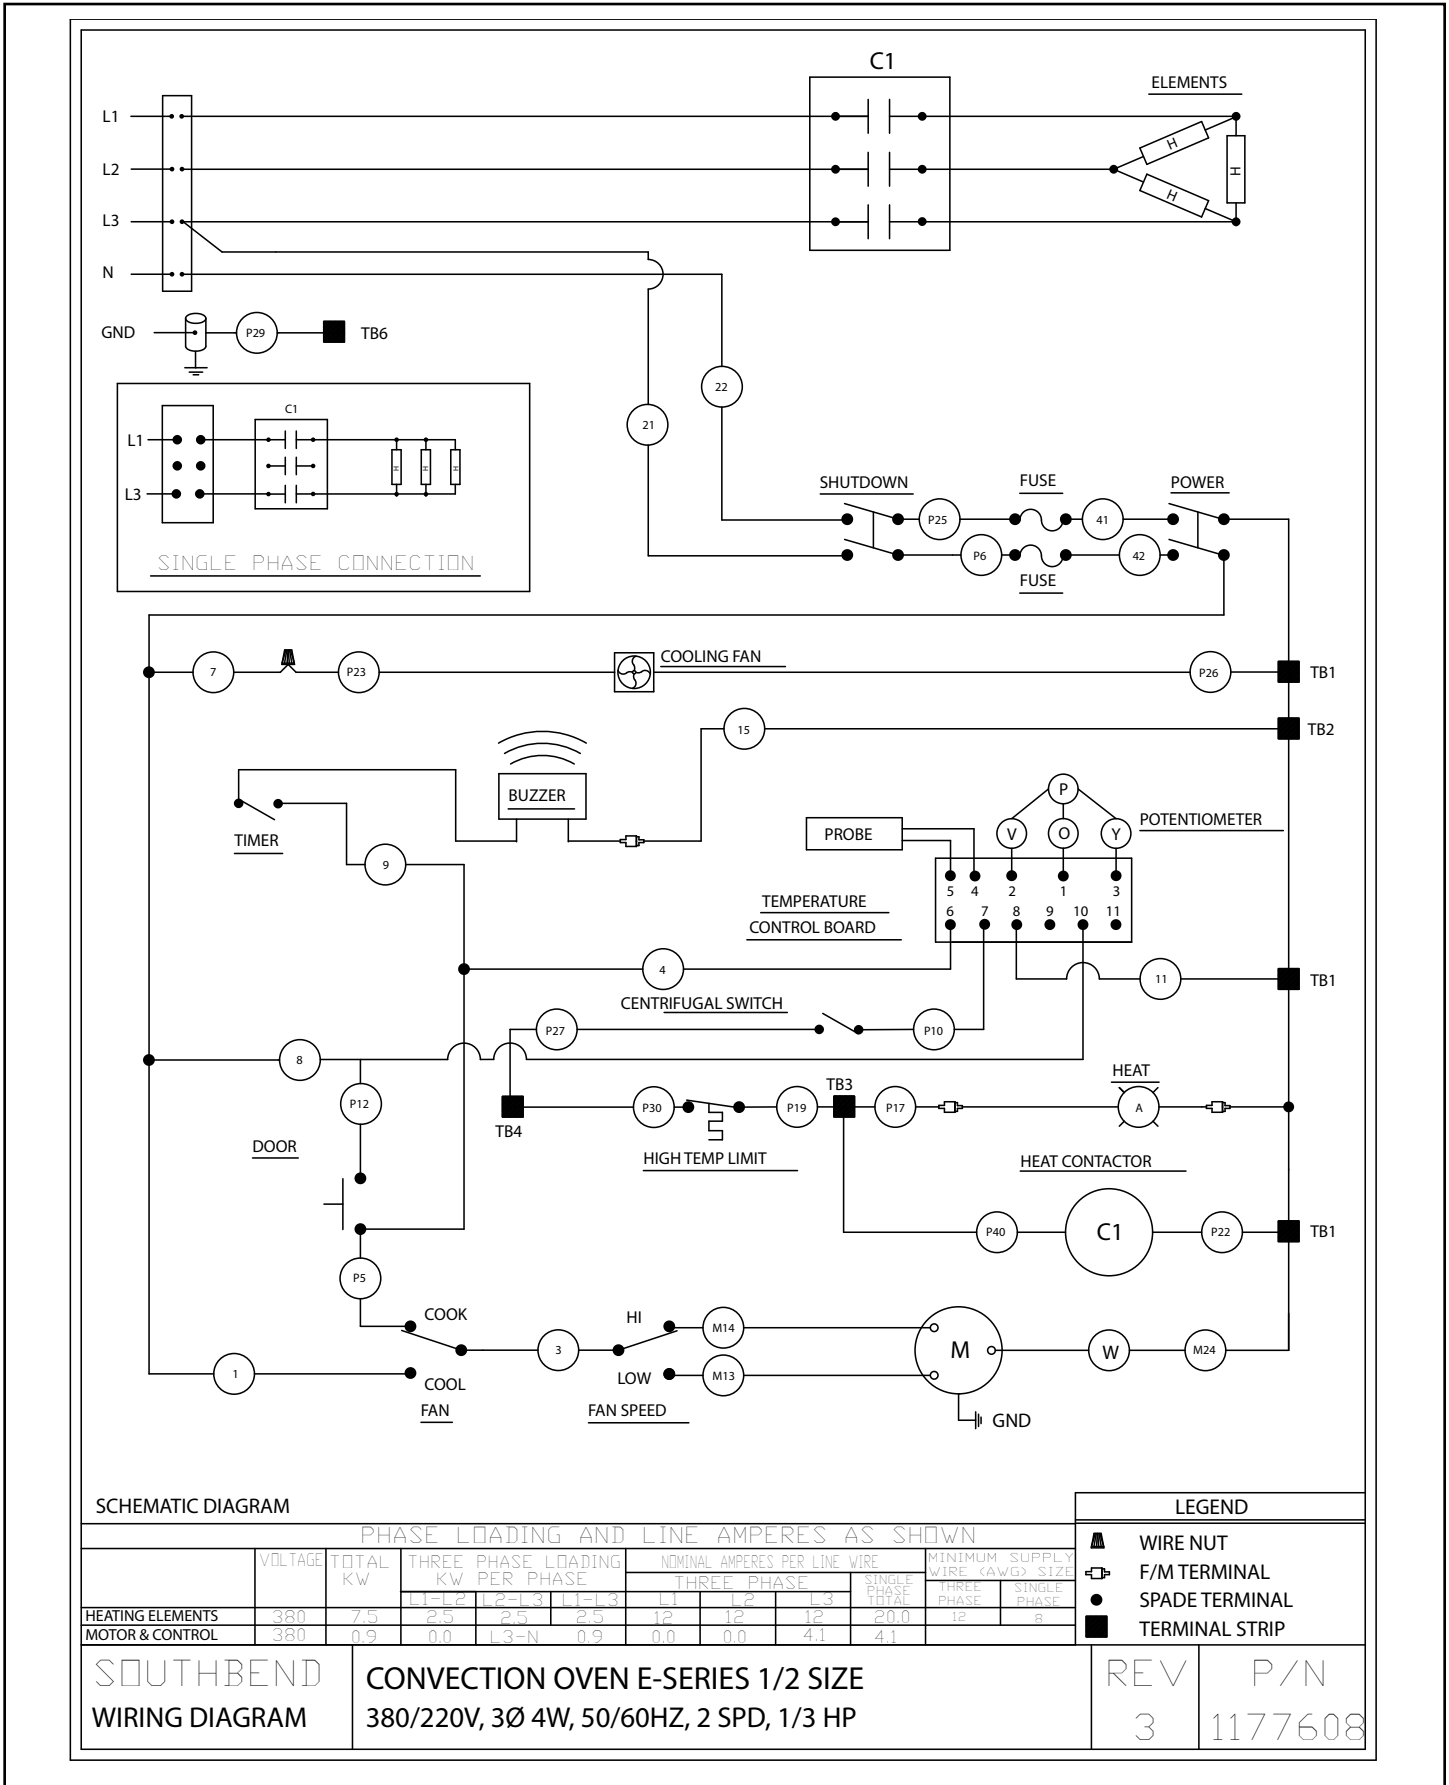 C1
ELEMENTS
L1
H
L2
H
H
L3
N
GND
P29
TB6
22
21
C1
L1
H
H
H
L3
SINGLE PHASE CONNECTION
SHUTDOWN
FUSE
POWER
P25
41
P6
42
FUSE
7
P23
COOLING FAN
P26
TB1
15
TB2
BUZZER
TIMER
9
PROBE
P
V
O
Y
POTENTIOMETER
5 4 2 1 3
6 7 8 9 10 11
TEMPERATURE
CONTROL BOARD
4
11
TB1
CENTRIFUGAL SWITCH
P27
P10
8
P12
TB4
P30
P19
TB3
P17
HEAT
A
DOOR
HIGH TEMP LIMIT
HEAT CONTACTOR
P40
C1
P22
TB1
P5
COOK
3
HI
M14
M
W
M24
1
COOL
LOW
M13
FAN
FAN SPEED
GND
SCHEMATIC DIAGRAM
LEGEND
WIRE NUT
F/M TERMINAL
SPADE TERMINAL
TERMINAL STRIP
PHASE LOADING AND LINE AMPERES AS SHOWN
VOLTAGE
TOTAL KW
THREE PHASE LOADING
KW PER PHASE
NOMINAL AMPERES PER LINE WIRE
MINIMUM SUPPLY
WIRE (AWG) SIZE
THREE PHASE
SINGLE PHASE TOTAL
THREE PHASE
SINGLE PHASE
L1-L2 L2-L3 L1-L3 L1 L2 L3
HEATING ELEMENTS 380 7.5 2.5 2.5 2.5 12 12 12 20.0 12 8
MOTOR & CONTROL 380 0.9 0.0 L3-N 0.9 0.0 0.0 4.1 4.1
SOUTHBEND
WIRING DIAGRAM
CONVECTION OVEN E-SERIES 1/2 SIZE
380/220V, 3Ø 4W, 50/60HZ, 2 SPD, 1/3 HP
REV
3
P/N
1177608